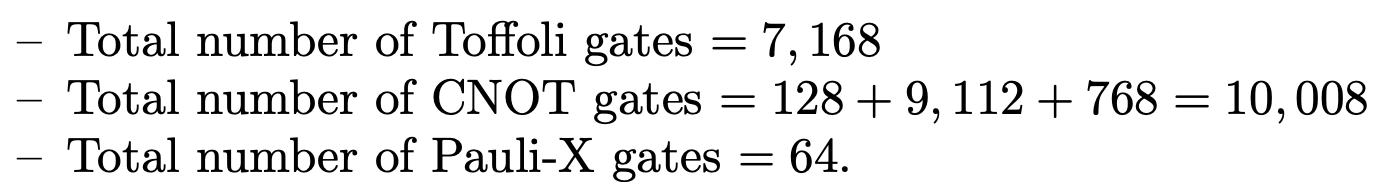 – Total number of Toffoli gates = 7, 168
– Total number of CNOT gates = 128 + 9, 112 + 768 = 10, 008
– Total number of Pauli-X gates = 64.